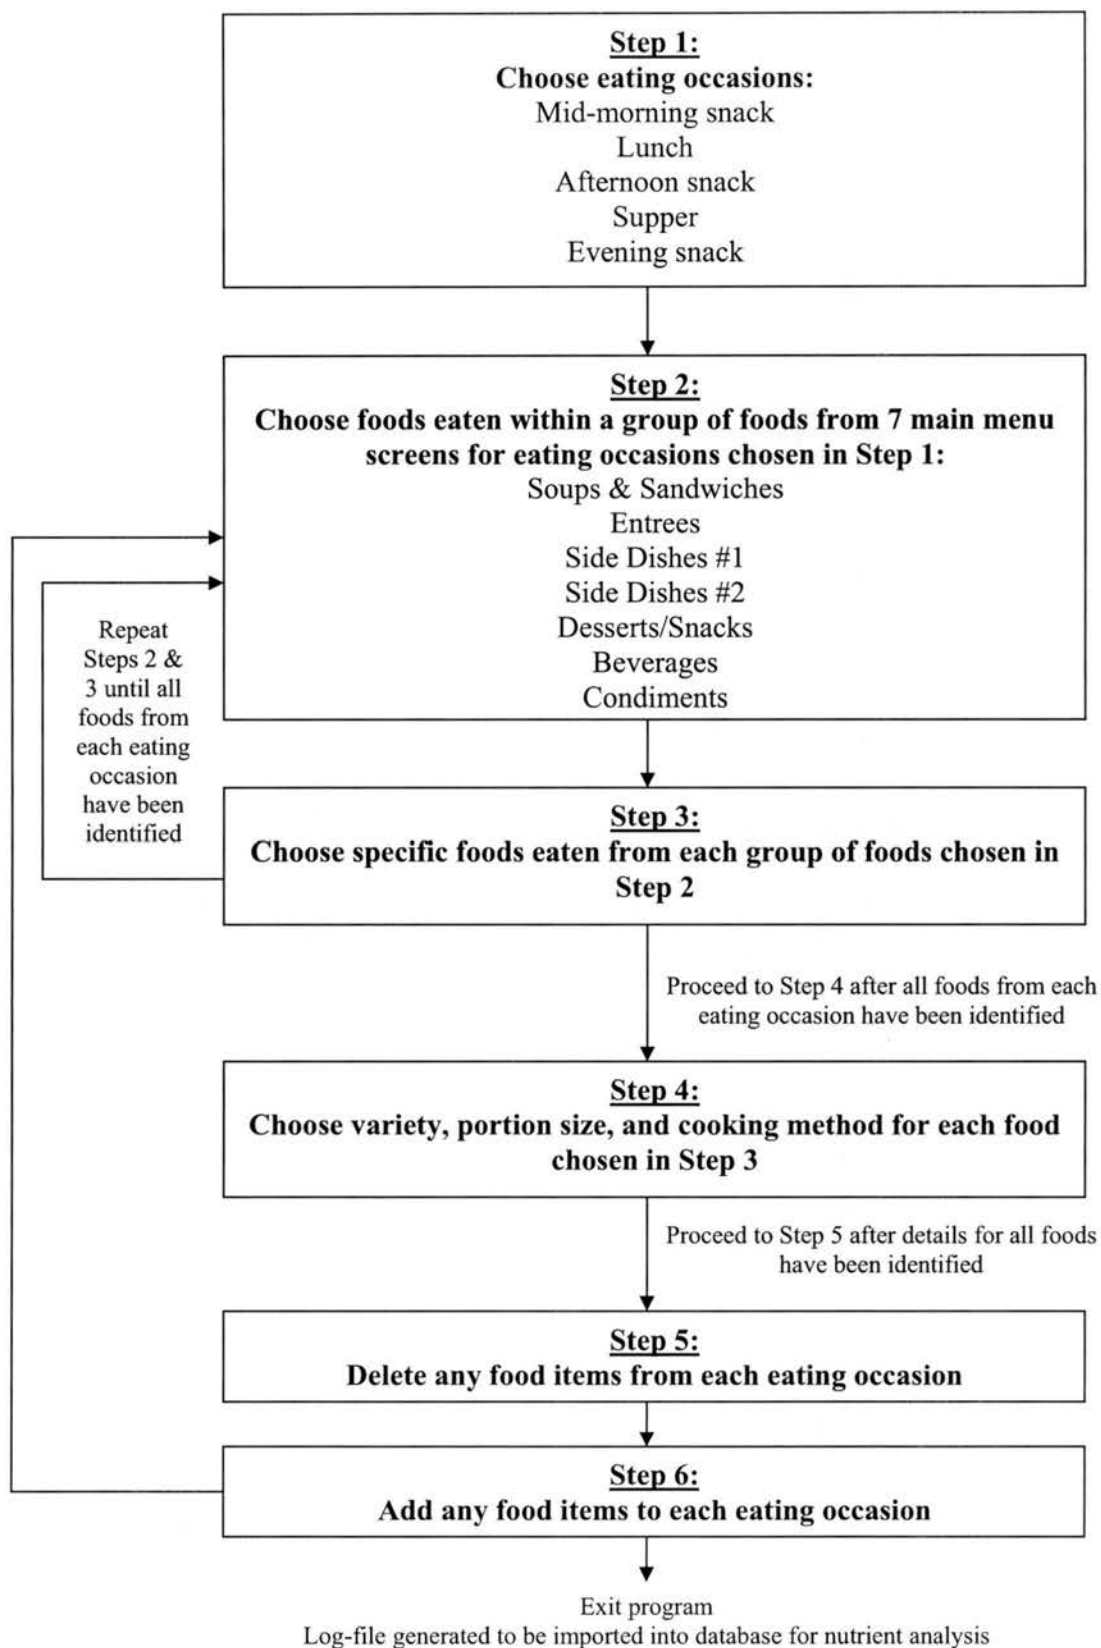 Step 1:
Choose eating occasions:
Mid-morning snack
Lunch
Afternoon snack
Supper
Evening snack
Step 2:
Choose foods eaten within a group of foods from 7 main menu
screens for eating occasions chosen in Step 1:
Soups & Sandwiches
Entrees
Side Dishes #1
Side Dishes #2
Desserts/Snacks
Beverages
Condiments
Repeat
Steps 2 &
3 until all
foods from
each eating
occasion
have been
identified
Step 3:
Choose specific foods eaten from each group of foods chosen in
Step 2
Proceed to Step 4 after all foods from each
eating occasion have been identified
Step 4:
Choose variety, portion size, and cooking method for each food
chosen in Step 3
Proceed to Step 5 after details for all foods
have been identified
Step 5:
Delete any food items from each eating occasion
Step 6:
Add any food items to each eating occasion
Exit program
Log-file generated to be imported into database for nutrient analysis